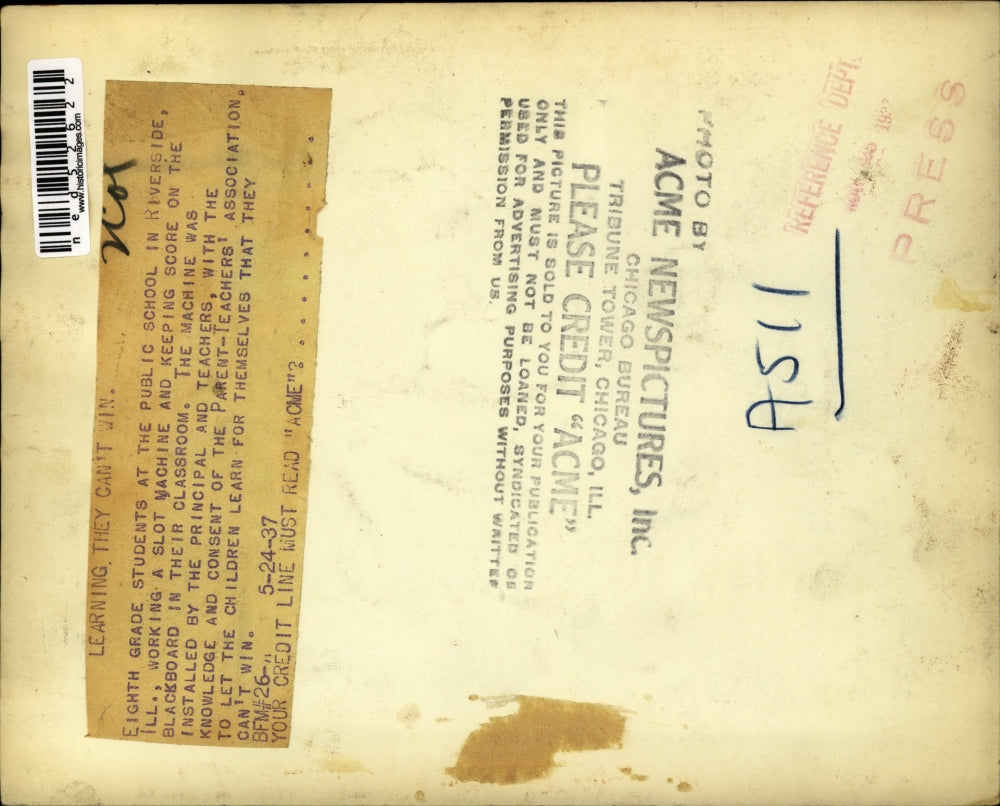 LEARNING THEY CAN'T WIN.
EIGHTH GRADE STUDENTS AT THE PUBLIC SCHOOL IN RIVERSIDE,
ILL., WORKING A SLOT MACHINE AND KEEPING SCORE ON THE
BLACKBOARD IN THEIR CLASSROOM. THE MACHINE WAS
INSTALLED BY THE PRINCIPAL AND TEACHERS, WITH THE
KNOWLEDGE AND CONSENT OF THE PARENT-TEACHERS' ASSOCIATION,
TO LET THE CHILDREN LEARN FOR THEMSELVES THAT THEY
CAN'T WIN.
BFM#26- 5-24-37
YOUR CREDIT LINE MUST READ "ACME"? . . . . . . . . .
ned52622
www.historicimages.com
PHOTO BY
ACME NEWSPICTURES, Inc.
CHICAGO BUREAU
TRIBUNE TOWER, CHICAGO, ILL.
PLEASE CREDIT "ACME"
THIS PICTURE IS SOLD TO YOU FOR YOUR PUBLICATION
ONLY AND MUST NOT BE LOANED, SYNDICATED OR
USED FOR ADVERTISING PURPOSES WITHOUT WRITTEN
PERMISSION FROM US.
A511
REFERENCE DEPT.
1937
PRESS